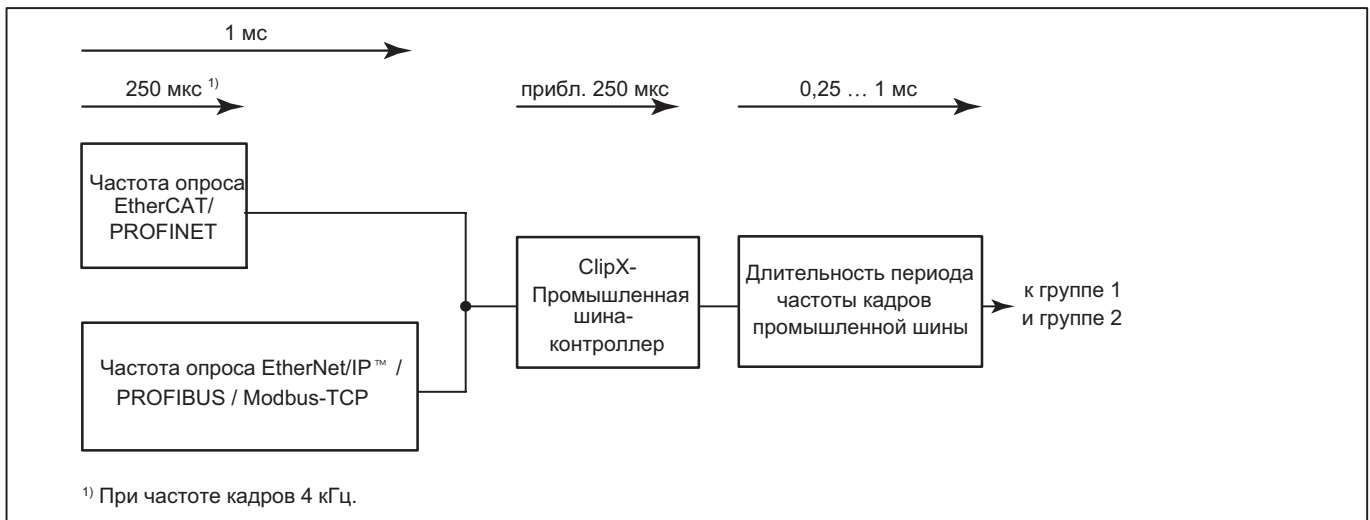 1 мс
250 мкс 1)
прибл. 250 мкс
0,25 … 1 мс
Частота опроса
EtherCAT/
PROFINET
Частота опроса EtherNet/IP™ /
PROFIBUS / Modbus-TCP
ClipX-
Промышленная
шина-
контроллер
Длительность периода
частоты кадров
промышленной шины
к группе 1
и группе 2
1) При частоте кадров 4 кГц.